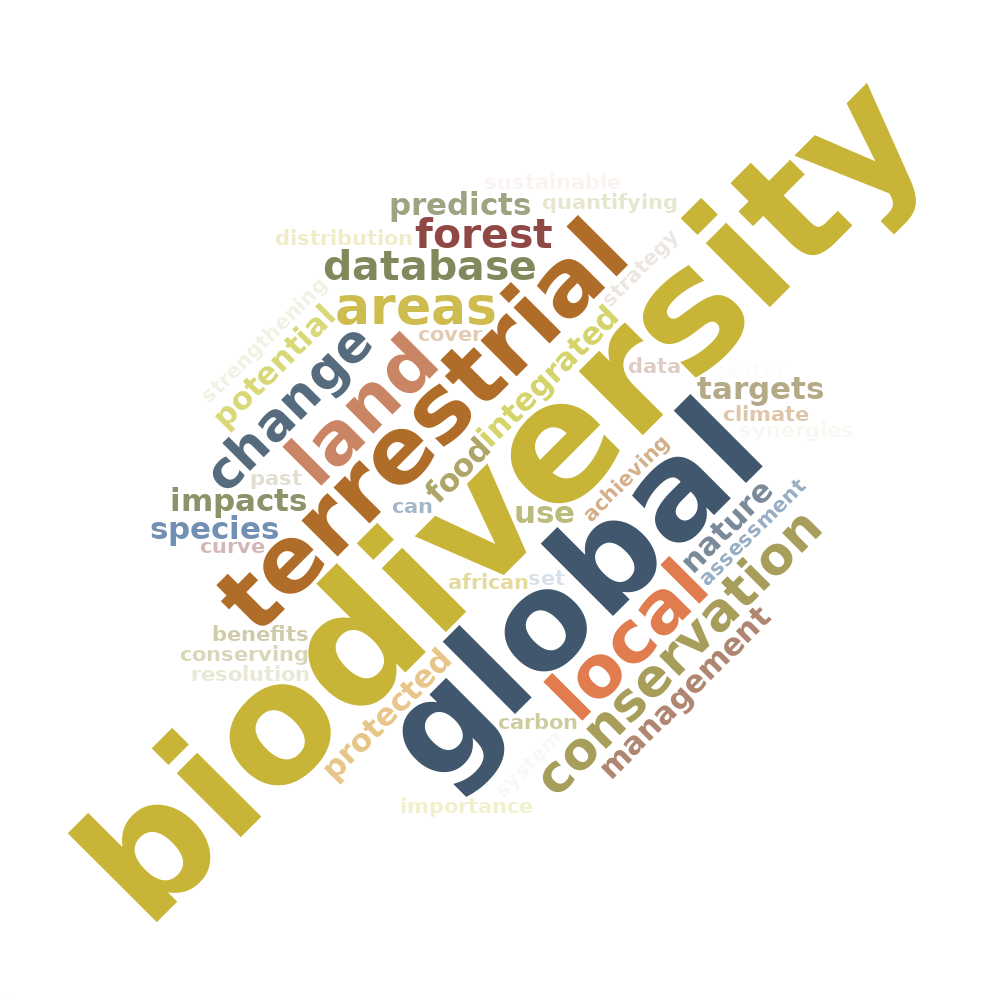 sustainable
predicts
quantifying
forest
distribution
database
strategy
strengthening
areas
terrestrial
biodiversity
potential
cover
integrated
change
land
data
water
targets
climate
synergies
food
achieving
past
impacts
can
use
nature
species
curve
assessment
african
set
global
local
conservation
benefits
conserving
resolution
protected
management
carbon
system
importance